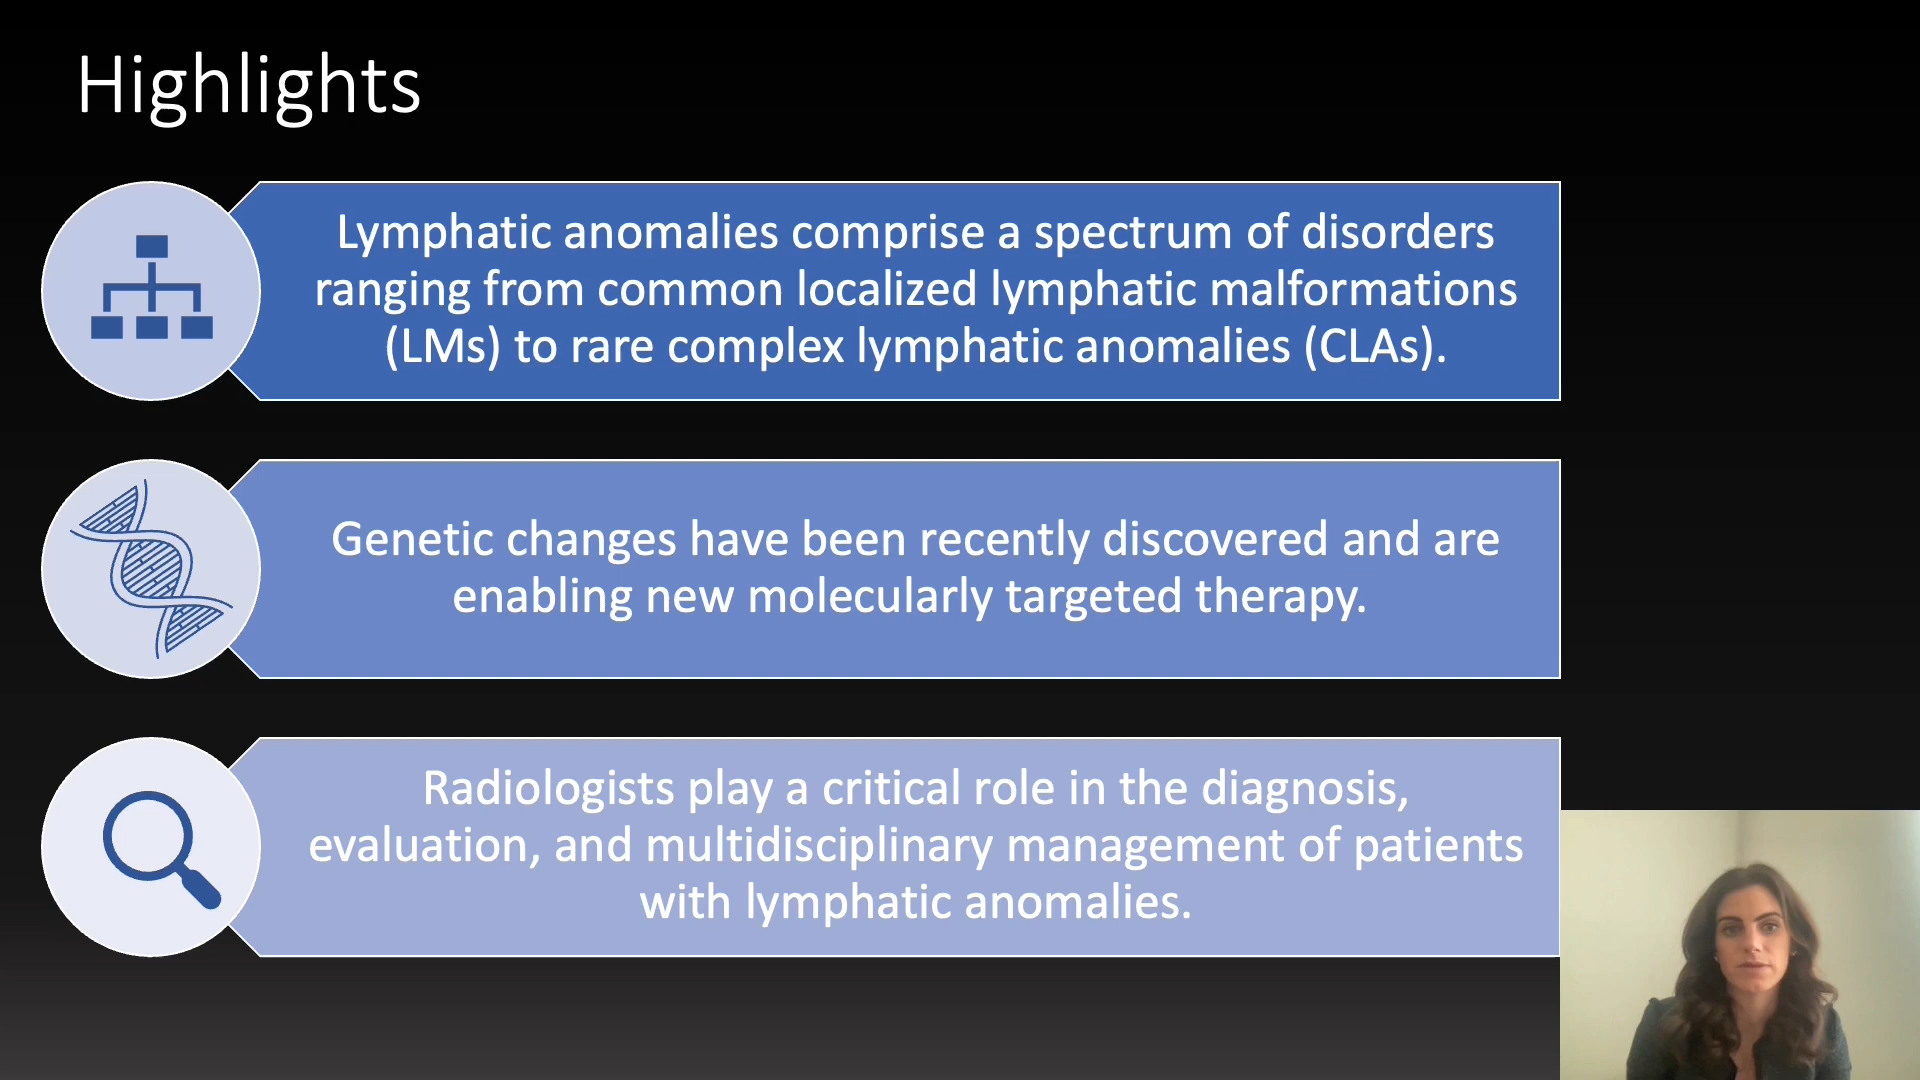 Highlights
Lymphatic anomalies comprise a spectrum of disorders
ranging from common localized lymphatic malformations
(LMs) to rare complex lymphatic anomalies (CLAs).
Genetic changes have been recently discovered and are
enabling new molecularly targeted therapy.
Radiologists play a critical role in the diagnosis,
evaluation, and multidisciplinary management of patients
with lymphatic anomalies.